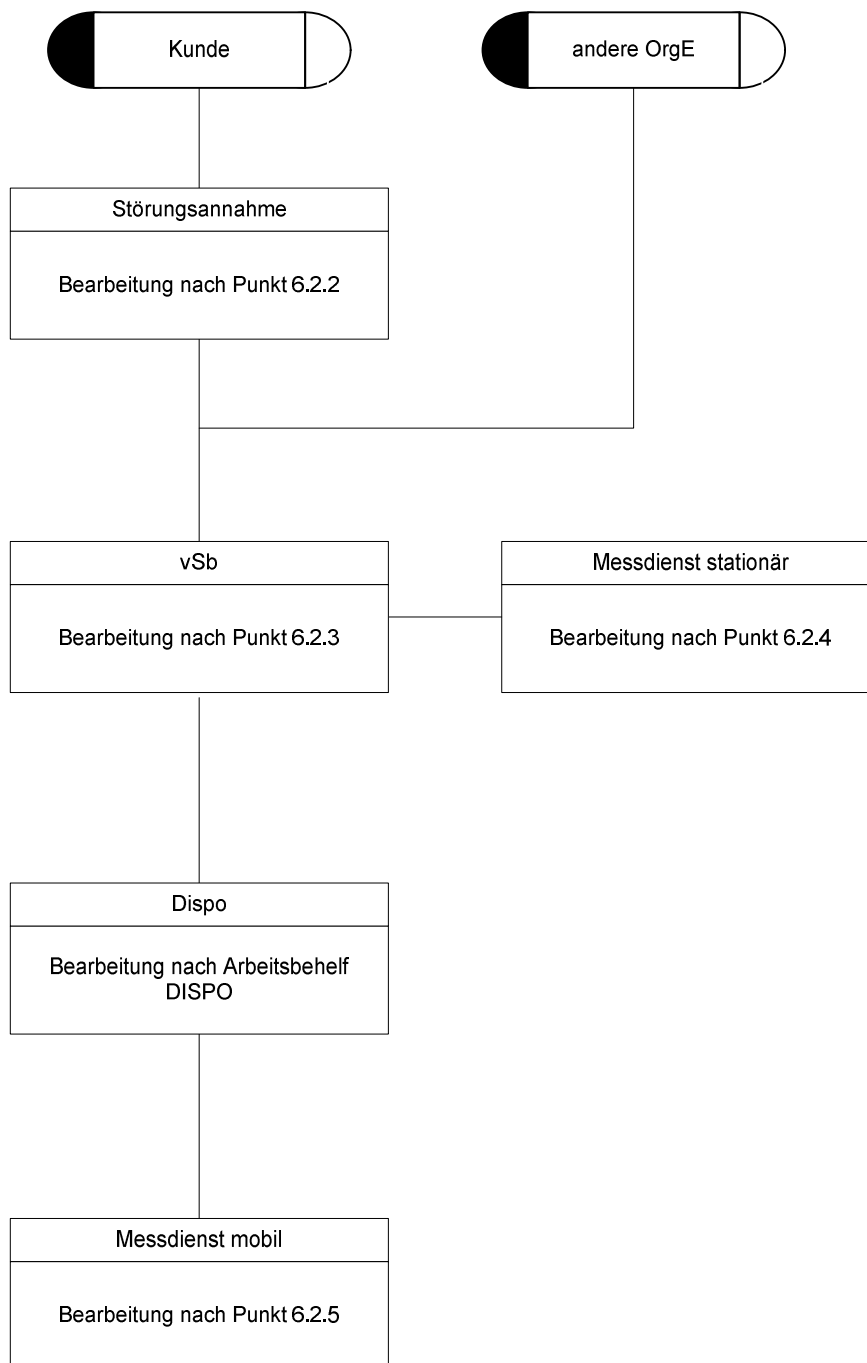 Kunde
andere OrgE
Störungsannahme
Bearbeitung nach Punkt 6.2.2
vSb
Bearbeitung nach Punkt 6.2.3
Messdienst stationär
Bearbeitung nach Punkt 6.2.4
Dispo
Bearbeitung nach Arbeitsbehelf
DISPO
Messdienst mobil
Bearbeitung nach Punkt 6.2.5